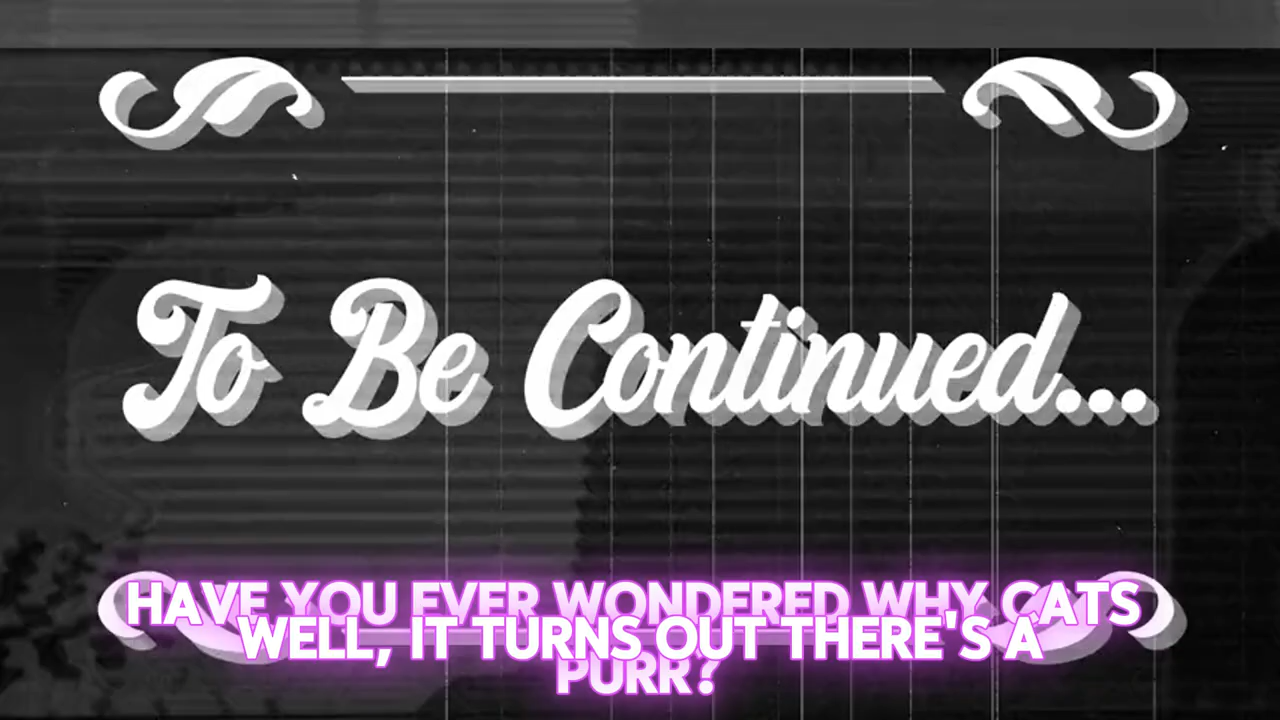 To Be Continued...
HAVE YOU EVER WONDERED WHY CATS
WELL, IT TURNS OUT THERE'S A
PURR?